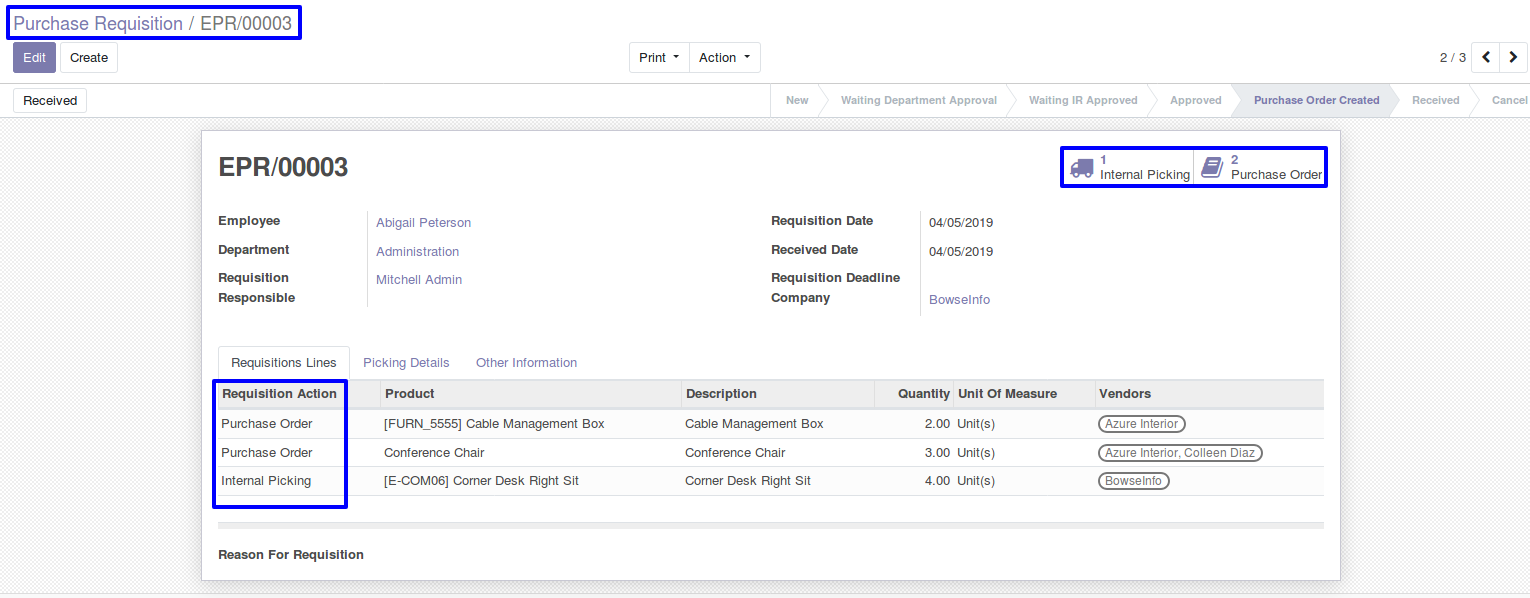 Purchase Requisition / EPR/00003
Edit Create Print Action 2 / 3
Received New Waiting Department Approval Waiting IR Approved Approved Purchase Order Created Received Cancel
EPR/00003
1 Internal Picking
2 Purchase Order
Employee Abigail Peterson Requisition Date 04/05/2019
Department Administration Received Date 04/05/2019
Requisition Responsible Mitchell Admin Requisition Deadline
Company BowseInfo
Requisitions Lines Picking Details Other Information
Requisition Action Product Description Quantity Unit Of Measure Vendors
Purchase Order [FURN_5555] Cable Management Box Cable Management Box 2.00 Unit(s) Azure Interior
Purchase Order Conference Chair Conference Chair 3.00 Unit(s) Azure Interior, Colleen Diaz
Internal Picking [E-COM06] Corner Desk Right Sit Corner Desk Right Sit 4.00 Unit(s) BowseInfo
Reason For Requisition